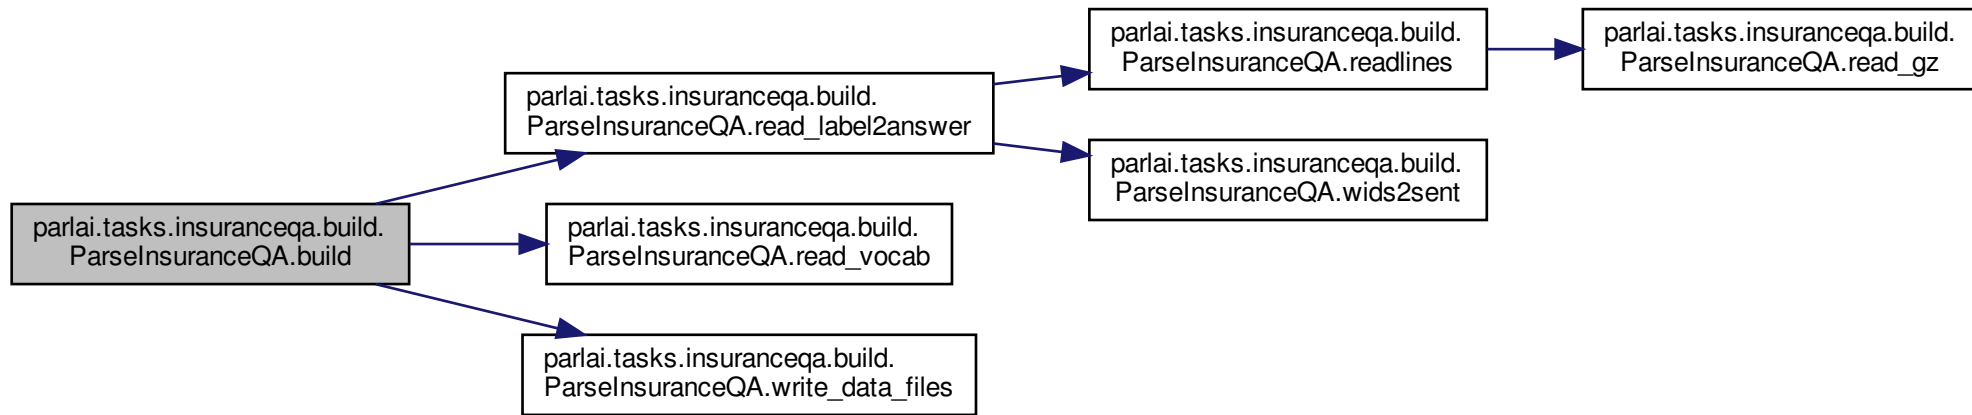 parlai.tasks.insuranceqa.build.
ParseInsuranceQA.build
parlai.tasks.insuranceqa.build.
ParseInsuranceQA.read_label2answer
parlai.tasks.insuranceqa.build.
ParseInsuranceQA.readlines
parlai.tasks.insuranceqa.build.
ParseInsuranceQA.read_gz
parlai.tasks.insuranceqa.build.
ParseInsuranceQA.wids2sent
parlai.tasks.insuranceqa.build.
ParseInsuranceQA.read_vocab
parlai.tasks.insuranceqa.build.
ParseInsuranceQA.write_data_files